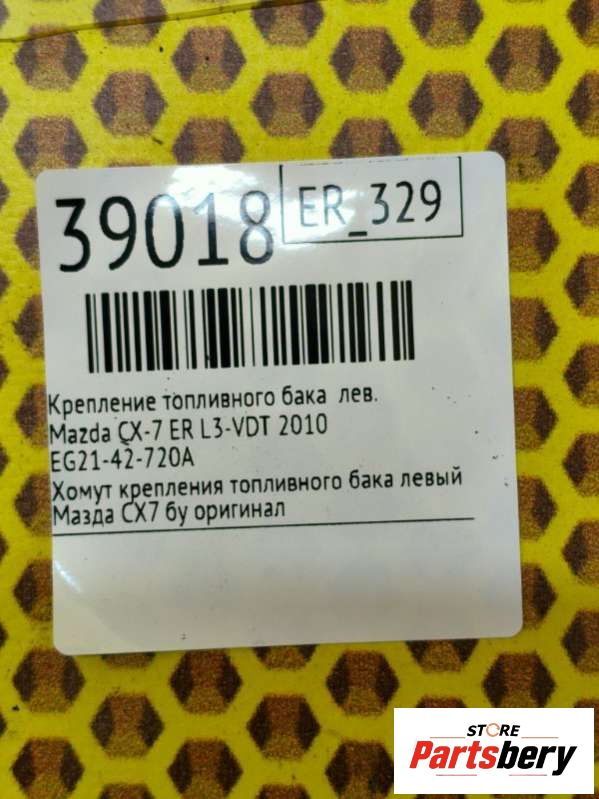 39018
ER_329
Крепление топливного бака лев.
Mazda CX-7 ER L3-VDT 2010
EG21-42-720A
Хомут крепления топливного бака левый
Мазда СХ7 бу оригинал
STORE
Partsbery